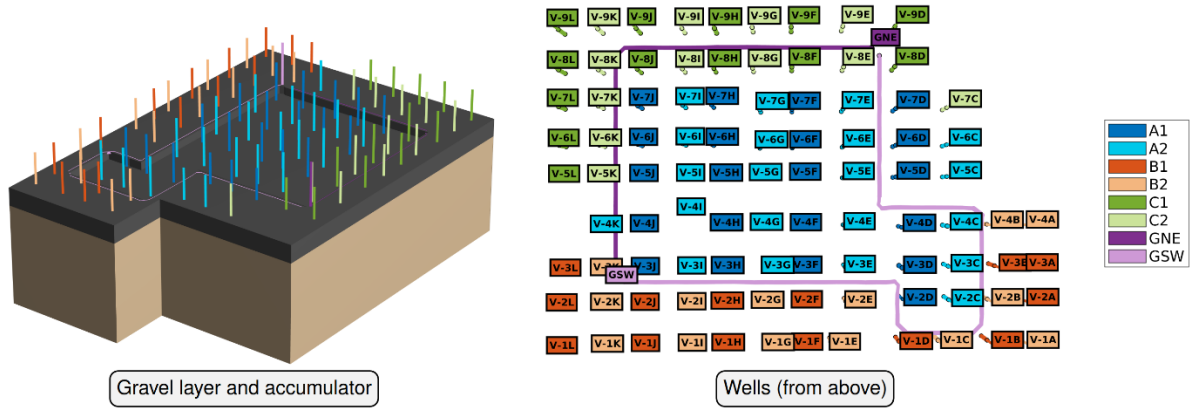 V-9L V-9K V-9J V-9I V-9H V-9G V-9F V-9E V-9D
GNE
V-8L V-8K V-8J V-8I V-8H V-8G V-8F V-8E V-8D
V-7L V-7K V-7J V-7I V-7H V-7G V-7F V-7E V-7D V-7C
V-6L V-6K V-6J V-6I V-6H V-6G V-6F V-6E V-6D V-6C
V-5L V-5K V-5J V-5I V-5H V-5G V-5F V-5E V-5D V-5C
V-4K V-4J V-4I V-4H V-4G V-4F V-4E V-4D V-4C V-4B V-4A
V-3L V-3J V-3I V-3H V-3G V-3F V-3E V-3D V-3C V-3B V-3A
GSW
V-2L V-2K V-2J V-2I V-2H V-2G V-2F V-2E V-2D V-2C V-2B V-2A
V-1L V-1K V-1J V-1I V-1H V-1G V-1F V-1E V-1D V-1C V-1B V-1A
A1
A2
B1
B2
C1
C2
GNE
GSW
Gravel layer and accumulator
Wells (from above)